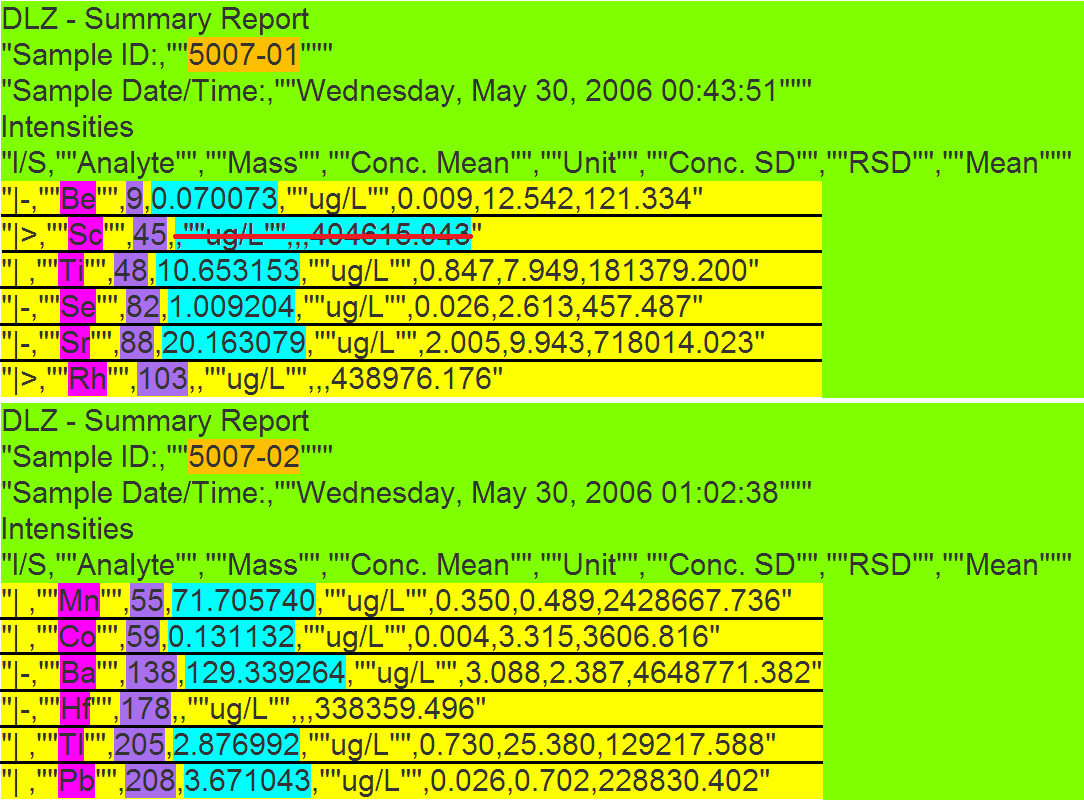 DLZ - Summary Report
"Sample ID:,""5007-01"""
"Sample Date/Time:,""Wednesday, May 30, 2006 00:43:51"""
Intensities
"I/S,""Analyte"",""Mass"",""Conc. Mean"",""Unit"",""Conc. SD"",""RSD"",""Mean"""
"|-,""Be"",9,0.070073,""ug/L"",0.009,12.542,121.334"
"|>,""Sc"",45,,""ug/L"",,,404615.043"
"| ,""Ti"",48,10.653153,""ug/L"",0.847,7.949,181379.200"
"|-,""Se"",82,1.009204,""ug/L"",0.026,2.613,457.487"
"|-,""Sr"",88,20.163079,""ug/L"",2.005,9.943,718014.023"
"|>,""Rh"",103,,""ug/L"",,,438976.176"
DLZ - Summary Report
"Sample ID:,""5007-02"""
"Sample Date/Time:,""Wednesday, May 30, 2006 01:02:38"""
Intensities
"I/S,""Analyte"",""Mass"",""Conc. Mean"",""Unit"",""Conc. SD"",""RSD"",""Mean"""
"| ,""Mn"",55,71.705740,""ug/L"",0.350,0.489,2428667.736"
"| ,""Co"",59,0.131132,""ug/L"",0.004,3.315,3606.816"
"|-,""Ba"",138,129.339264,""ug/L"",3.088,2.387,4648771.382"
"|-,""Hf"",178,,""ug/L"",,,338359.496"
"| ,""Tl"",205,2.876992,""ug/L"",0.730,25.380,129217.588"
"| ,""Pb"",208,3.671043,""ug/L"",0.026,0.702,228830.402"